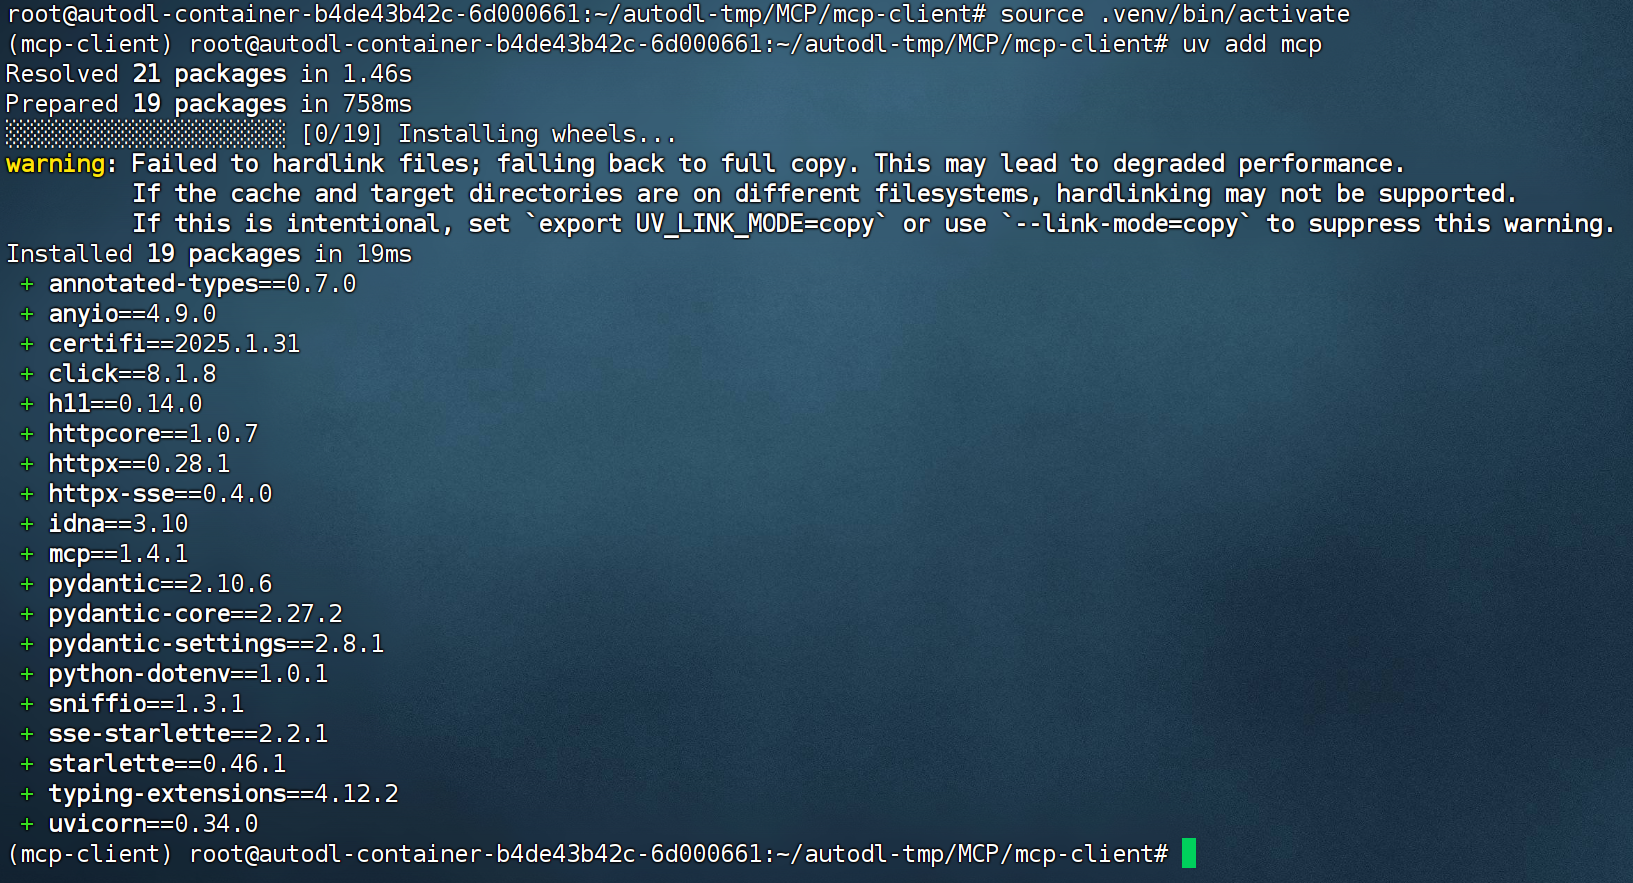 root@autodl-container-b4de43b42c-6d000661:~/autodl-tmp/MCP/mcp-client# source .venv/bin/activate
(mcp-client) root@autodl-container-b4de43b42c-6d000661:~/autodl-tmp/MCP/mcp-client# uv add mcp
Resolved 21 packages in 1.46s
Prepared 19 packages in 758ms
░░░░░░░░░░░░░░░░░░░░ [0/19] Installing wheels...
warning: Failed to hardlink files; falling back to full copy. This may lead to degraded performance.
         If the cache and target directories are on different filesystems, hardlinking may not be supported.
         If this is intentional, set `export UV_LINK_MODE=copy` or use `--link-mode=copy` to suppress this warning.
Installed 19 packages in 19ms
 + annotated-types==0.7.0
 + anyio==4.9.0
 + certifi==2025.1.31
 + click==8.1.8
 + h11==0.14.0
 + httpcore==1.0.7
 + httpx==0.28.1
 + httpx-sse==0.4.0
 + idna==3.10
 + mcp==1.4.1
 + pydantic==2.10.6
 + pydantic-core==2.27.2
 + pydantic-settings==2.8.1
 + python-dotenv==1.0.1
 + sniffio==1.3.1
 + sse-starlette==2.2.1
 + starlette==0.46.1
 + typing-extensions==4.12.2
 + uvicorn==0.34.0
(mcp-client) root@autodl-container-b4de43b42c-6d000661:~/autodl-tmp/MCP/mcp-client#